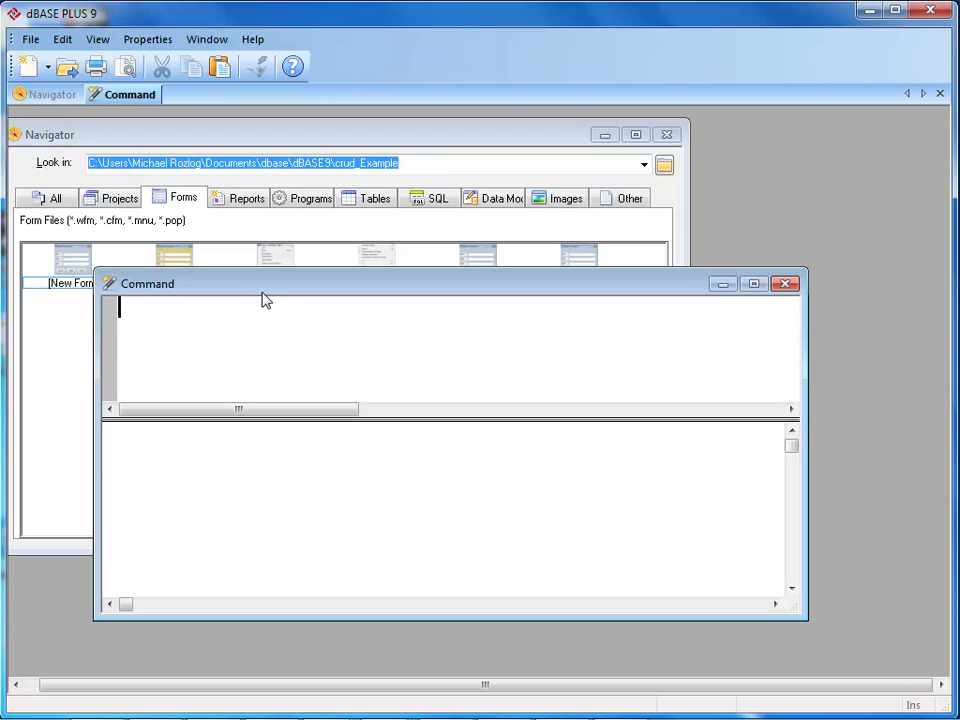 dBASE PLUS 9
File Edit View Properties Window Help
Navigator Command
Navigator
Look in: C:\Users\Michael Rozlog\Documents\dbase\dBASE9\crud_Example
All Projects Forms Reports Programs Tables SQL Data Mod Images Other
Form Files (*.wfm, *.cfm, *.mnu, *.pop)
[New Form
Command
Ins